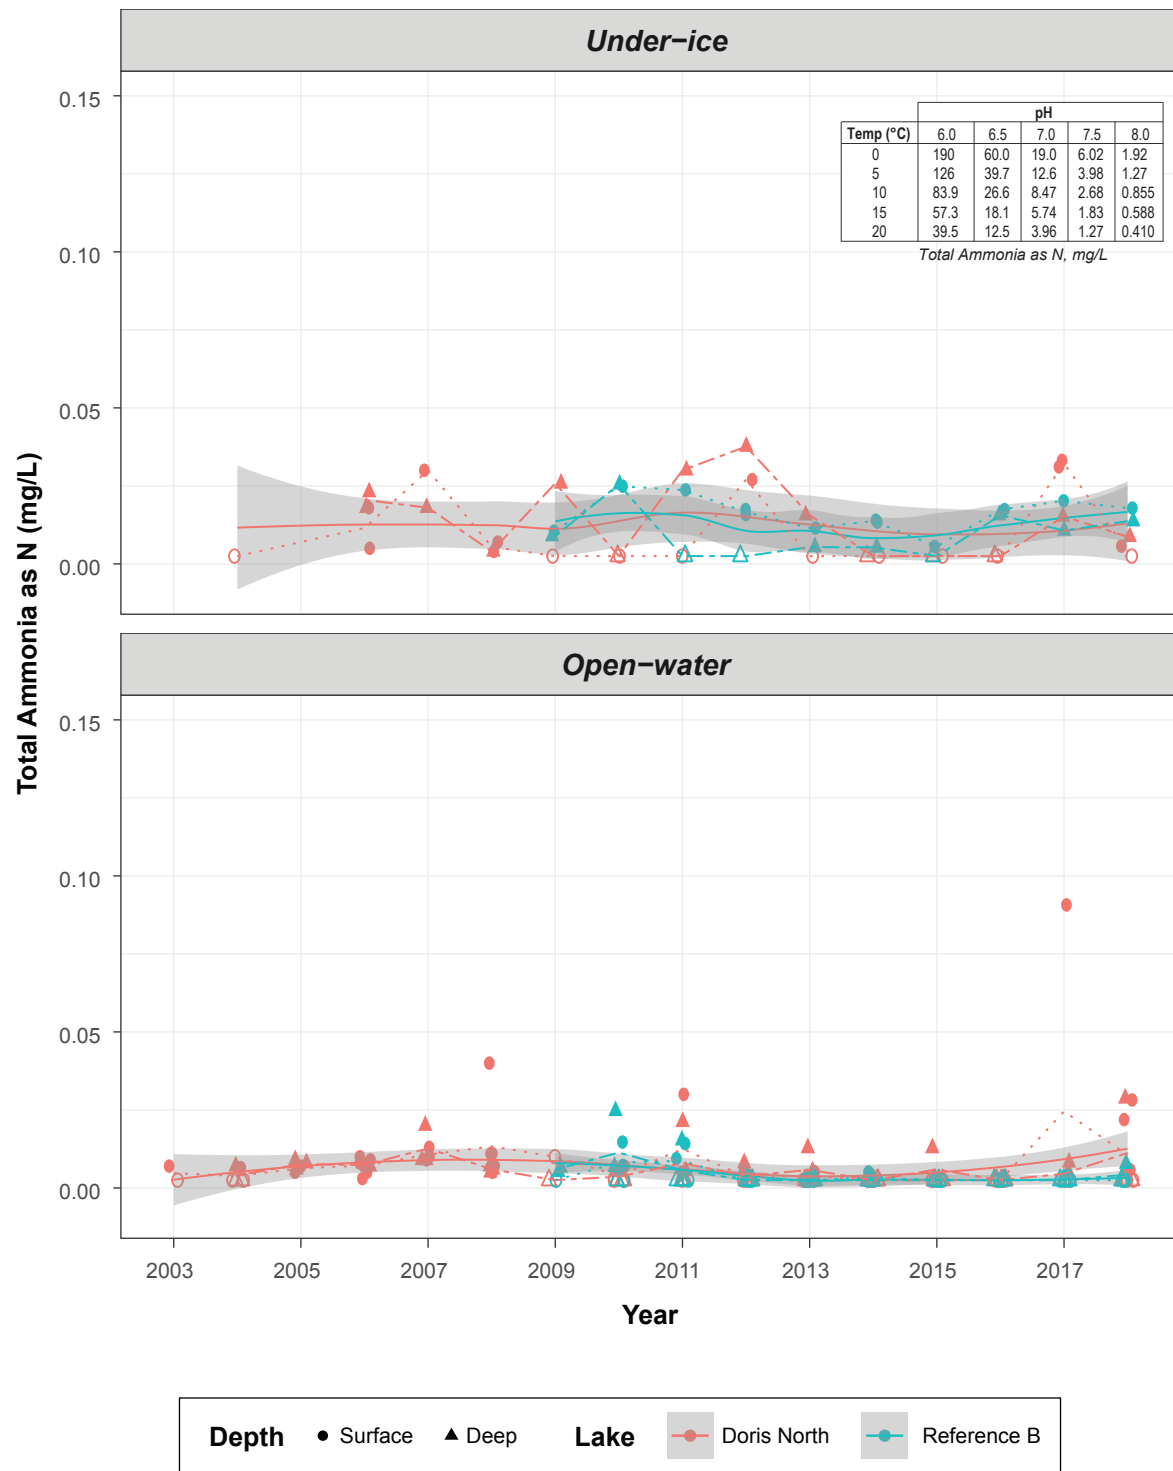 Under−ice
Total Ammonia as N (mg/L)
0.15
0.10
0.05
0.00
pH
Temp (°C) 6.0 6.5 7.0 7.5 8.0
0 190 60.0 19.0 6.02 1.92
5 126 39.7 12.6 3.98 1.27
10 83.9 26.6 8.47 2.68 0.855
15 57.3 18.1 5.74 1.83 0.588
20 39.5 12.5 3.96 1.27 0.410
Total Ammonia as N, mg/L
Open−water
0.15
0.10
0.05
0.00
2003 2005 2007 2009 2011 2013 2015 2017
Year
Depth Surface Deep Lake Doris North Reference B